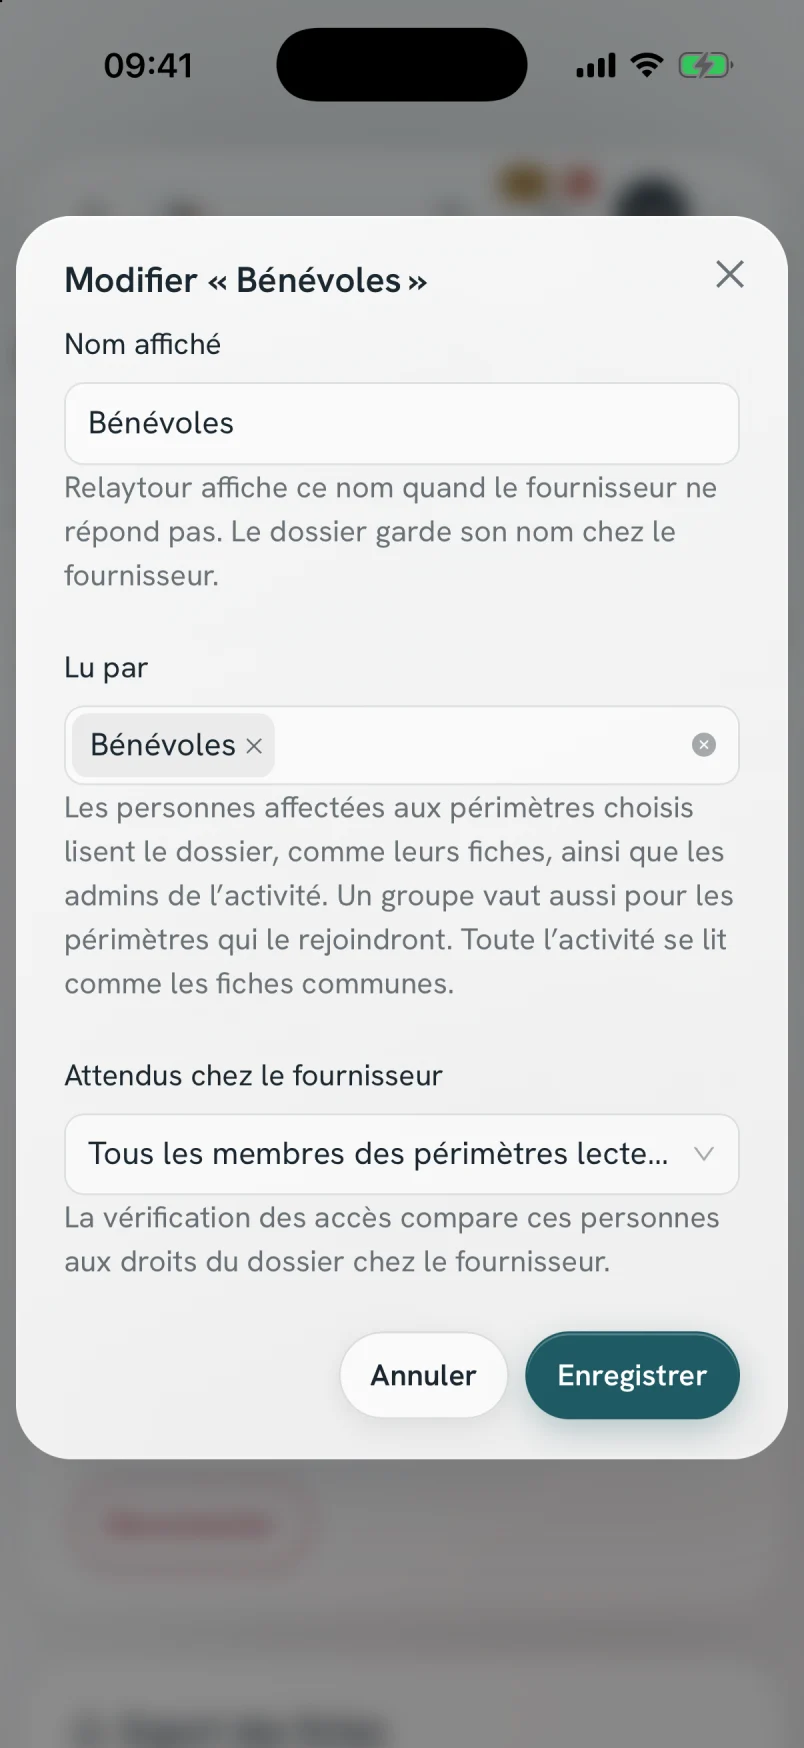 09:41
Modifier « Bénévoles »
Nom affiché
Bénévoles
Relaytour affiche ce nom quand le fournisseur ne
répond pas. Le dossier garde son nom chez le
fournisseur.
Lu par
Bénévoles
Les personnes affectées aux périmètres choisis
lisent le dossier, comme leurs fiches, ainsi que les
admins de l’activité. Un groupe vaut aussi pour les
périmètres qui le rejoindront. Toute l’activité se lit
comme les fiches communes.
Attendus chez le fournisseur
Tous les membres des périmètres lecte...
La vérification des accès compare ces personnes
aux droits du dossier chez le fournisseur.
Annuler
Enregistrer